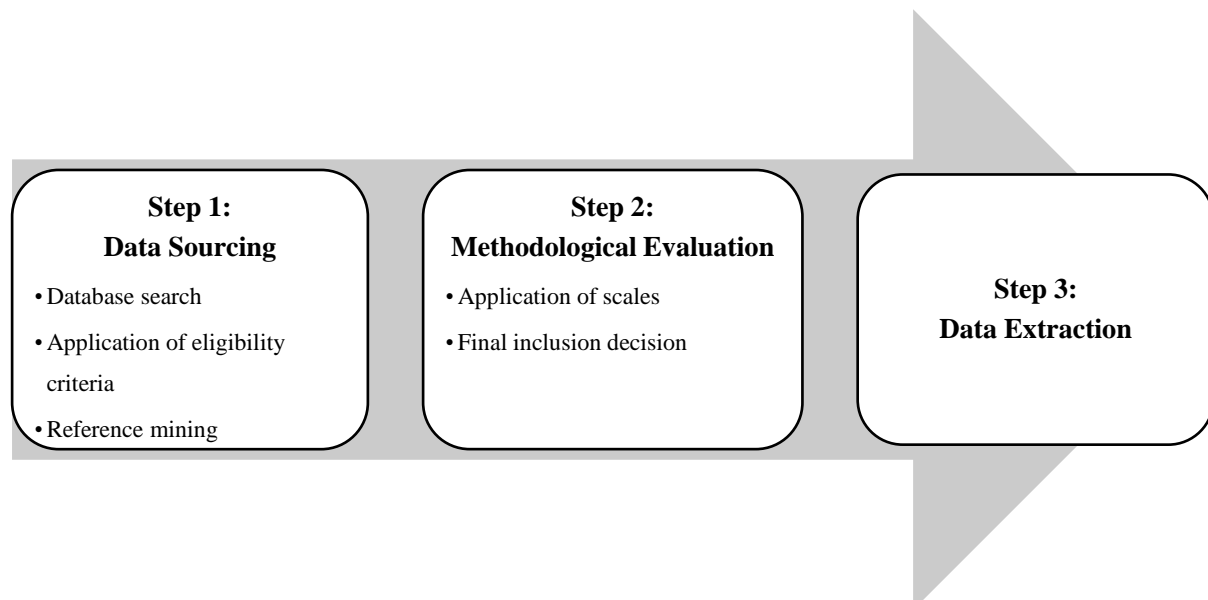 Step 1:
Data Sourcing
• Database search
• Application of eligibility
criteria
• Reference mining
Step 2:
Methodological Evaluation
• Application of scales
• Final inclusion decision
Step 3:
Data Extraction